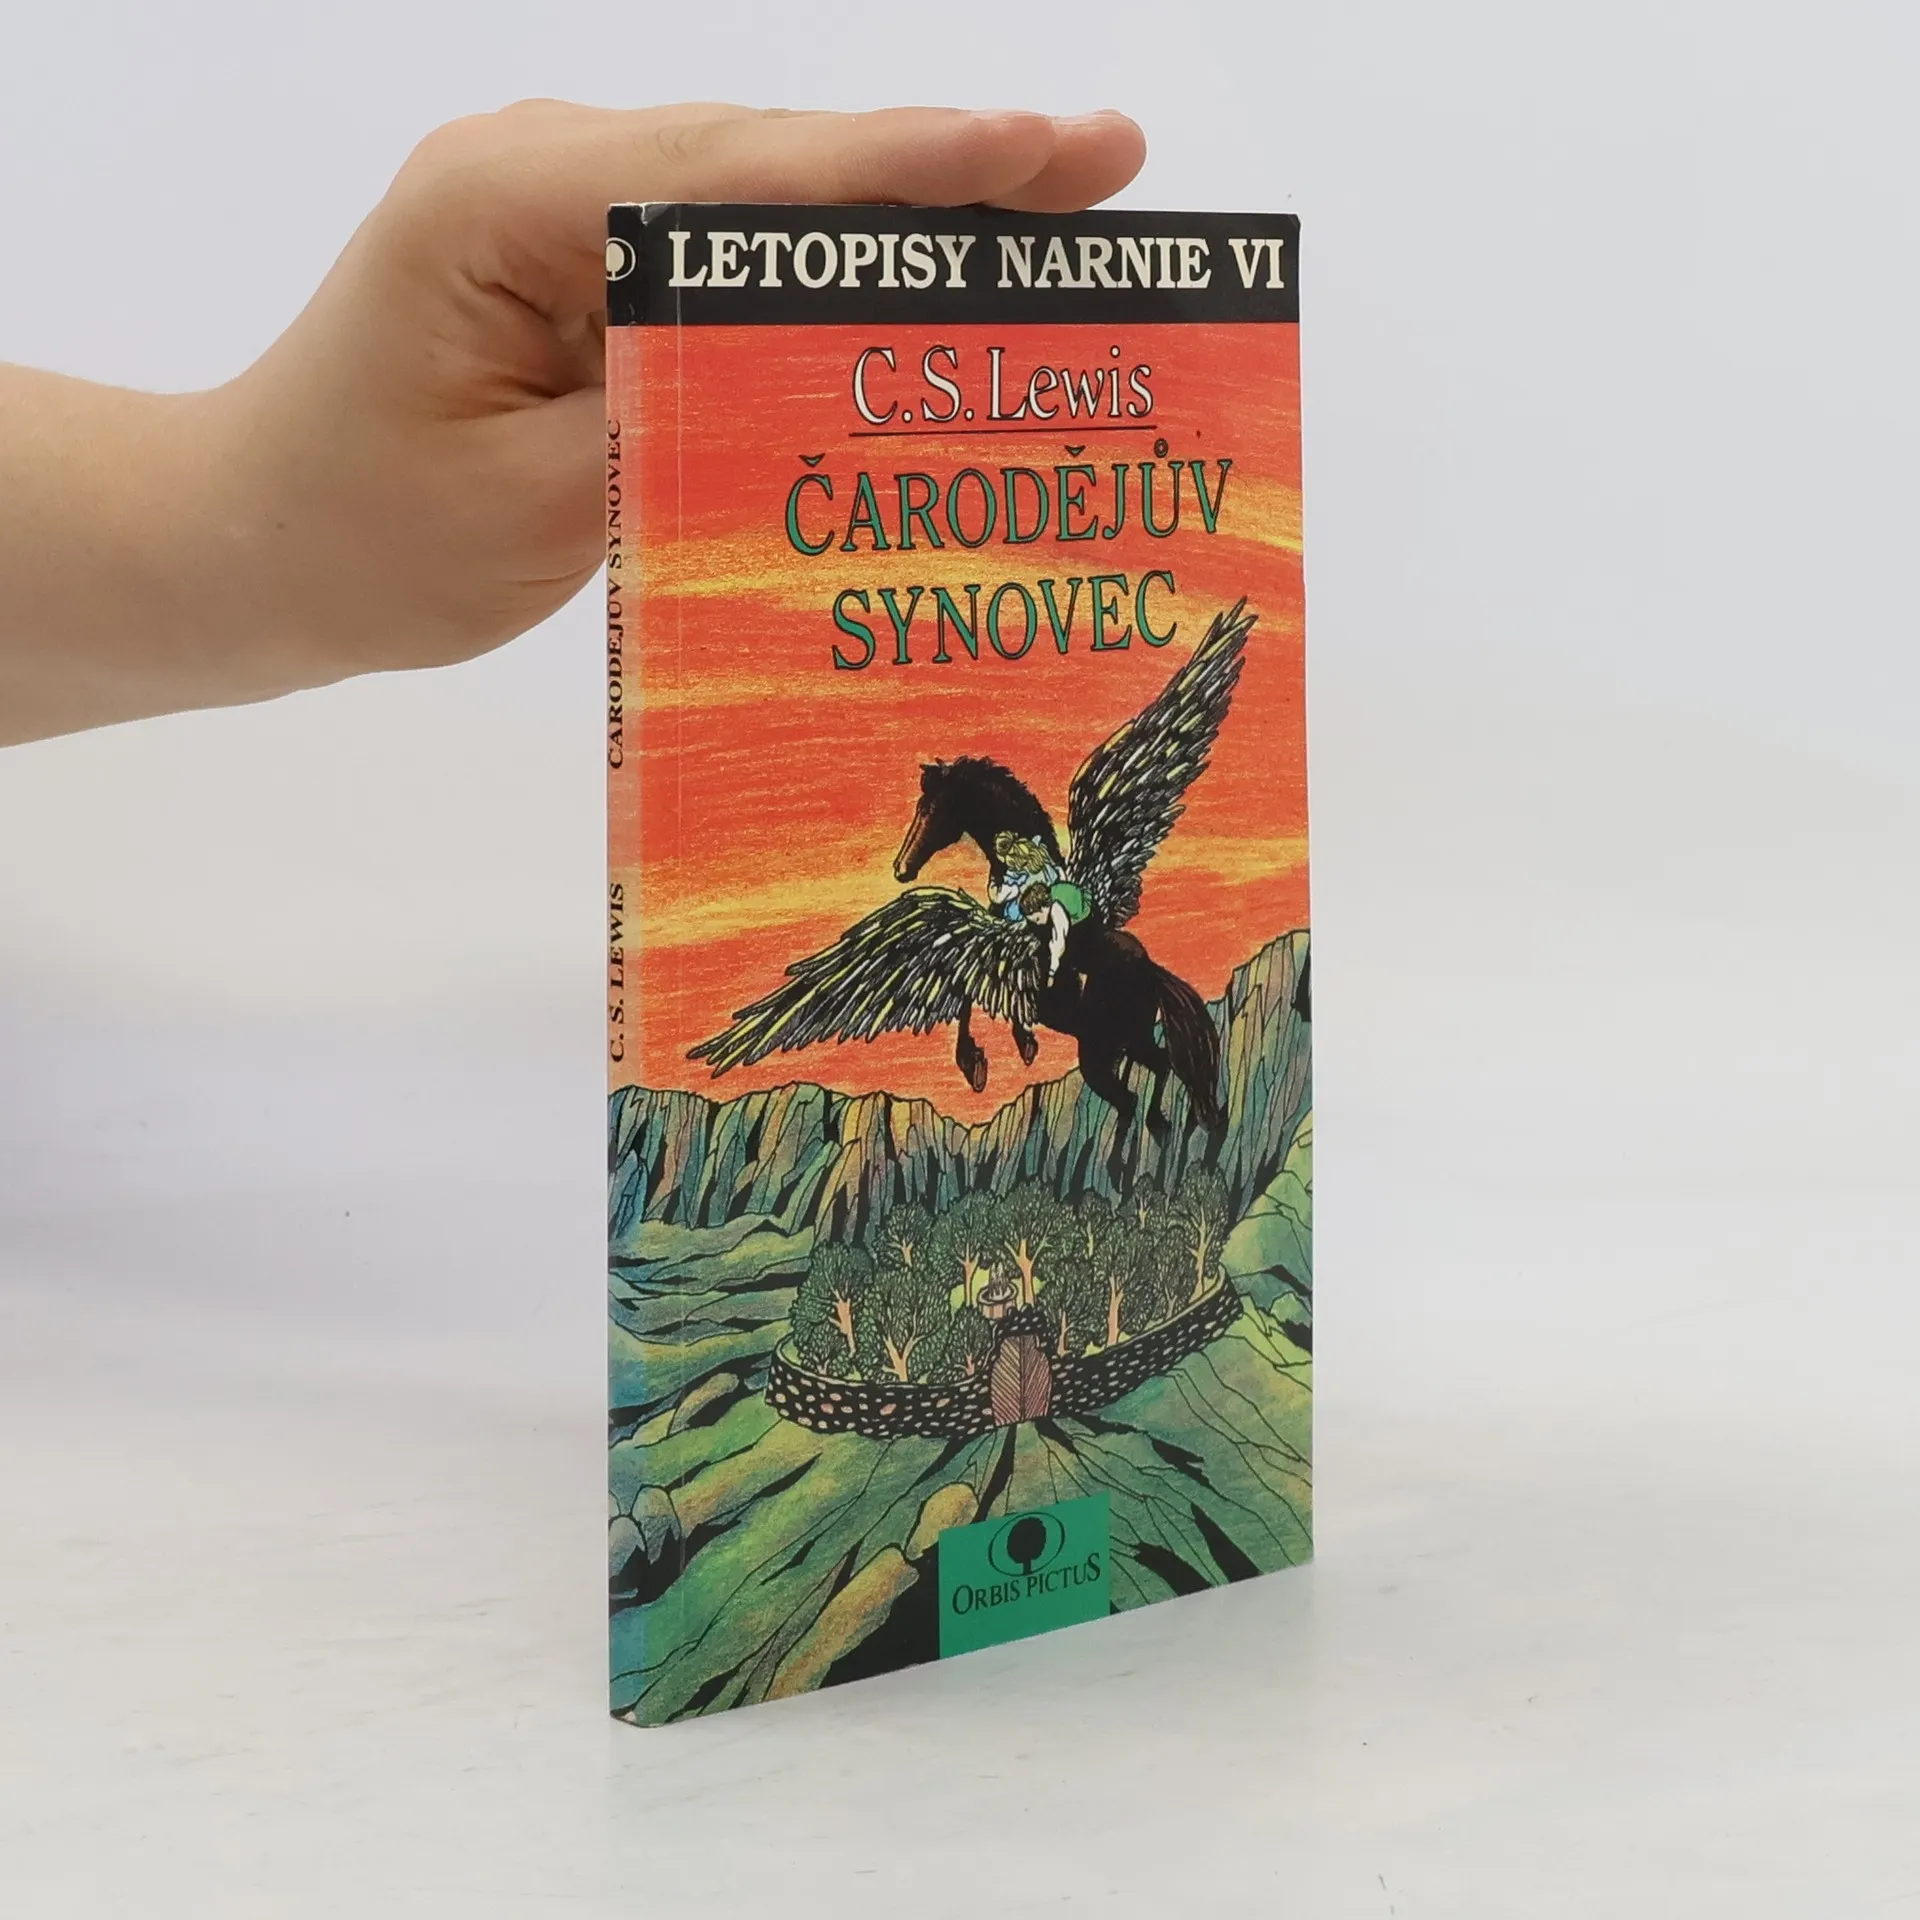 LETOPISY NARNIE VI
C.S. Lewis
ČARODĚJŮV
SYNOVEC
ORBIS PICTUS
C. S. LEWIS ČARODĚJŮV SYNOVEC